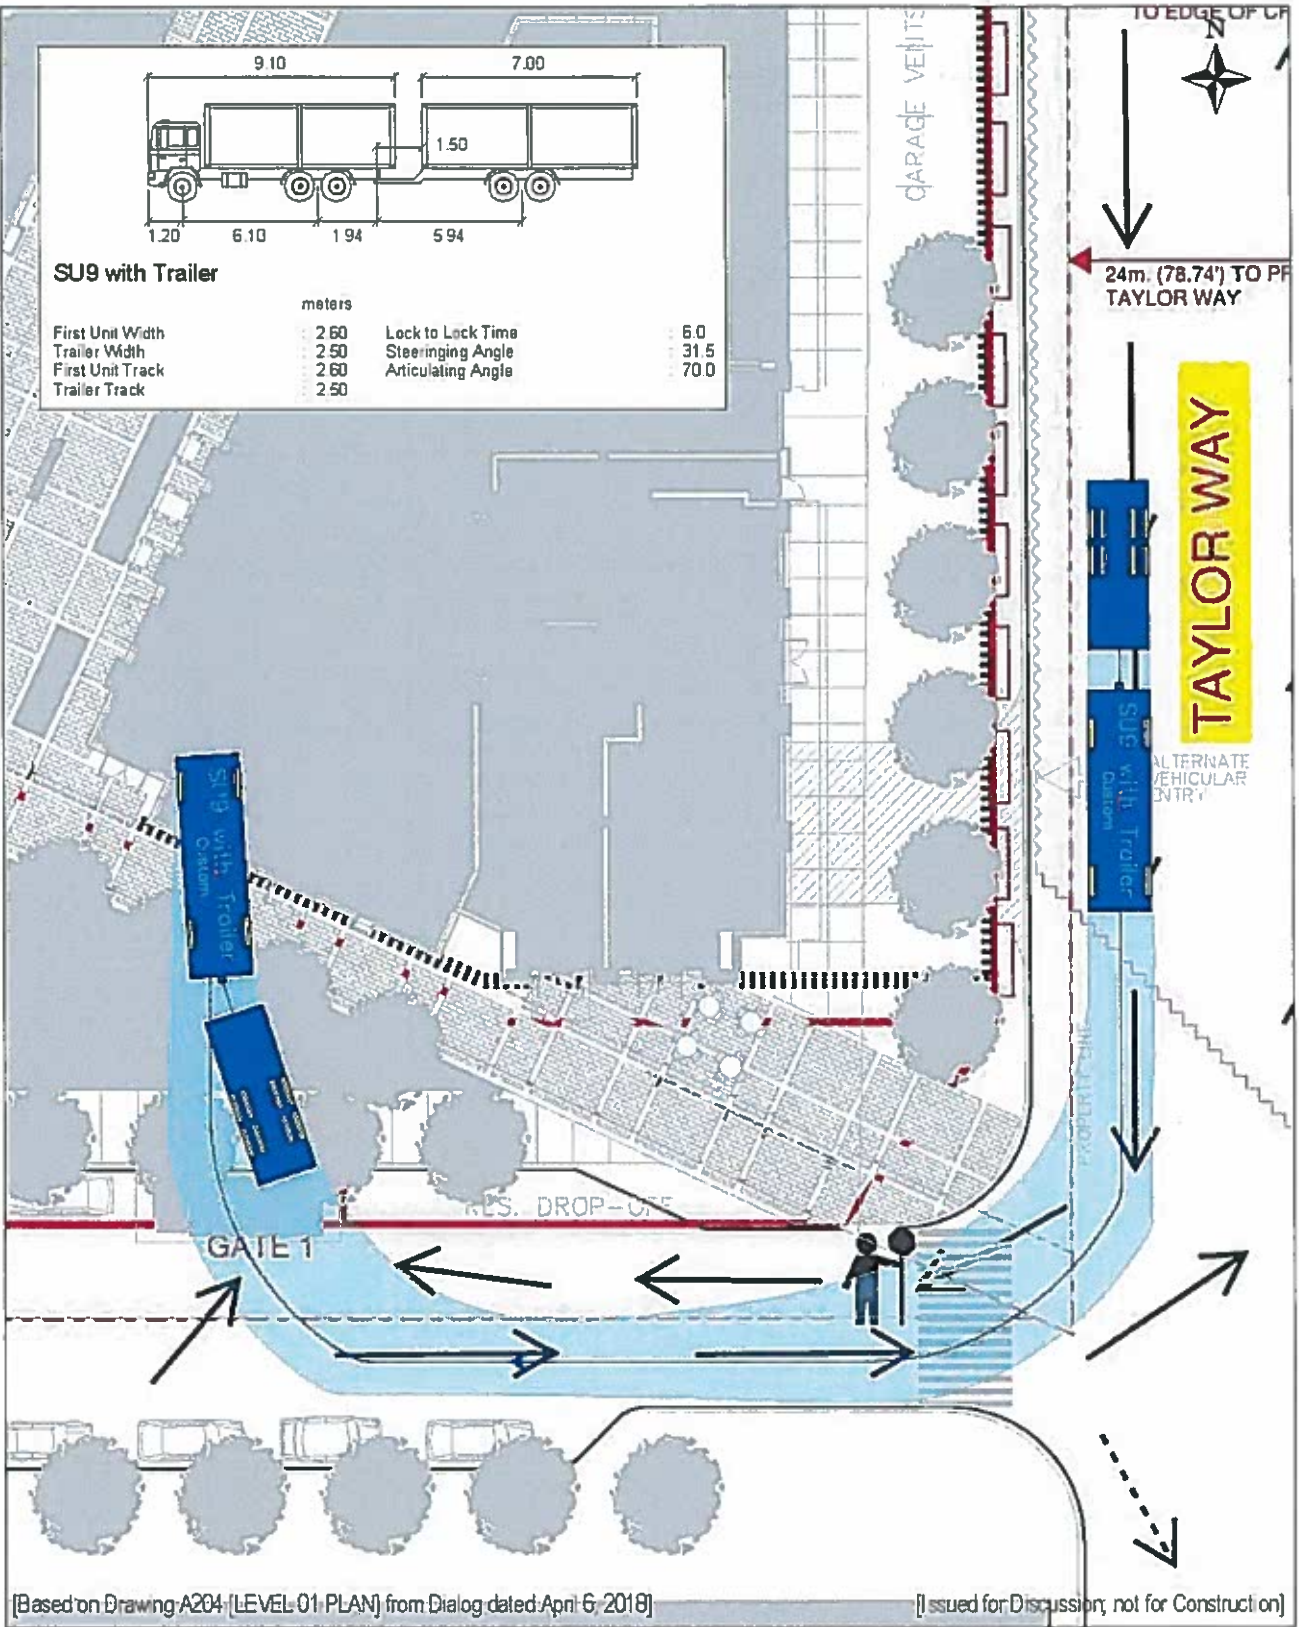 TO EDGE OF
N
9.10 7.00
1.50
1.20 6.10 1.94 5.94
SU9 with Trailer
meters
First Unit Width : 2.60 Lock to Lock Time : 6.0
Trailer Width : 2.50 Steeringing Angle : 31.5
First Unit Track : 2.60 Articulating Angle : 70.0
Trailer Track : 2.50
GARAGE VENTS
24m. (78.74') TO
TAYLOR WAY
TAYLOR WAY
SU9 with Trailer
Custom
ALTERNATE
VEHICULAR
ENTRY
SU9 with Trailer
Custom
PROPERTY LINE
RES. DROP-OFF
GATE 1
[Based on Drawing A204 [LEVEL 01 PLAN] from Dialog dated April 6, 2018]
[Issued for Discussion; not for Construction]